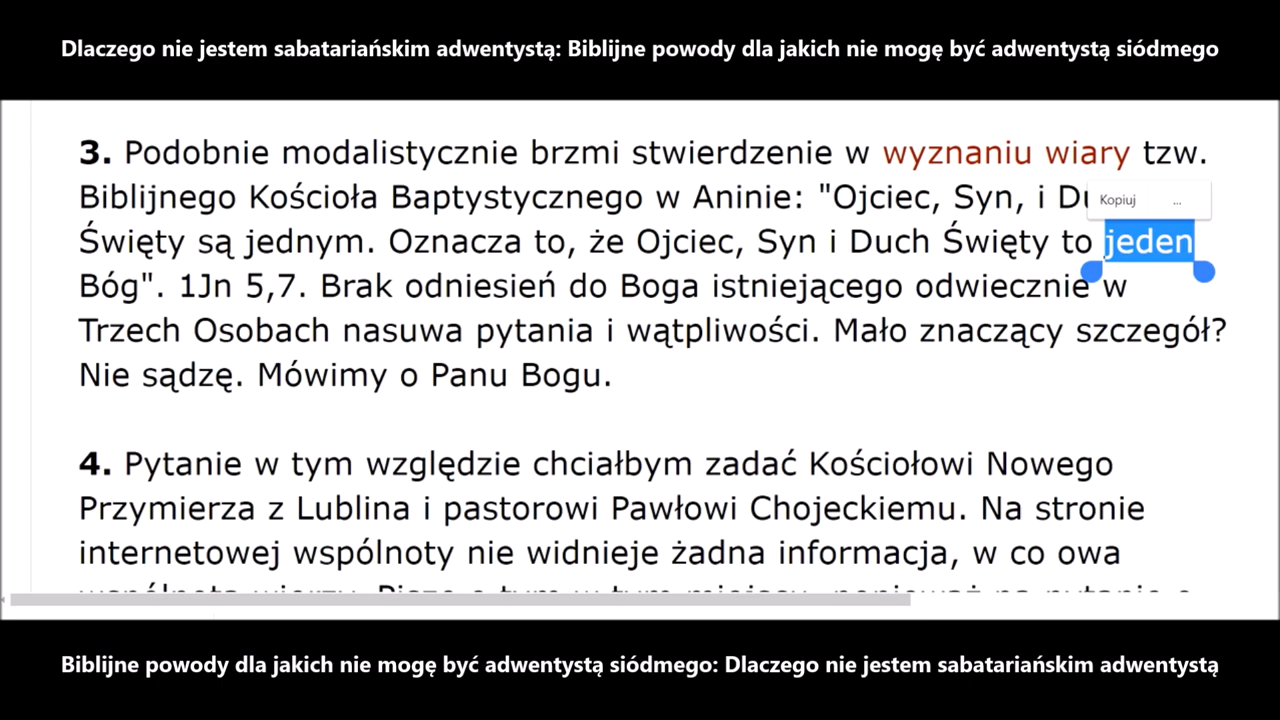 Dlaczego nie jestem sabatariańskim adwentystą: Biblijne powody dla jakich nie mogę być adwentystą siódmego
3. Podobnie modalistycznie brzmi stwierdzenie w wyznaniu wiary tzw.
Biblijnego Kościoła Baptystycznego w Aninie: "Ojciec, Syn, i
Kopiuj ...
Święty są jednym. Oznacza to, że Ojciec, Syn i Duch Święty to jeden
Bóg". 1Jn 5,7. Brak odniesień do Boga istniejącego odwiecznie w
Trzech Osobach nasuwa pytania i wątpliwości. Mało znaczący szczegół?
Nie sądzę. Mówimy o Panu Bogu.
4. Pytanie w tym względzie chciałbym zadać Kościołowi Nowego
Przymierza z Lublina i pastorowi Pawłowi Chojeckiemu. Na stronie
internetowej wspólnoty nie widnieje żadna informacja, w co owa
Biblijne powody dla jakich nie mogę być adwentystą siódmego: Dlaczego nie jestem sabatariańskim adwentystą